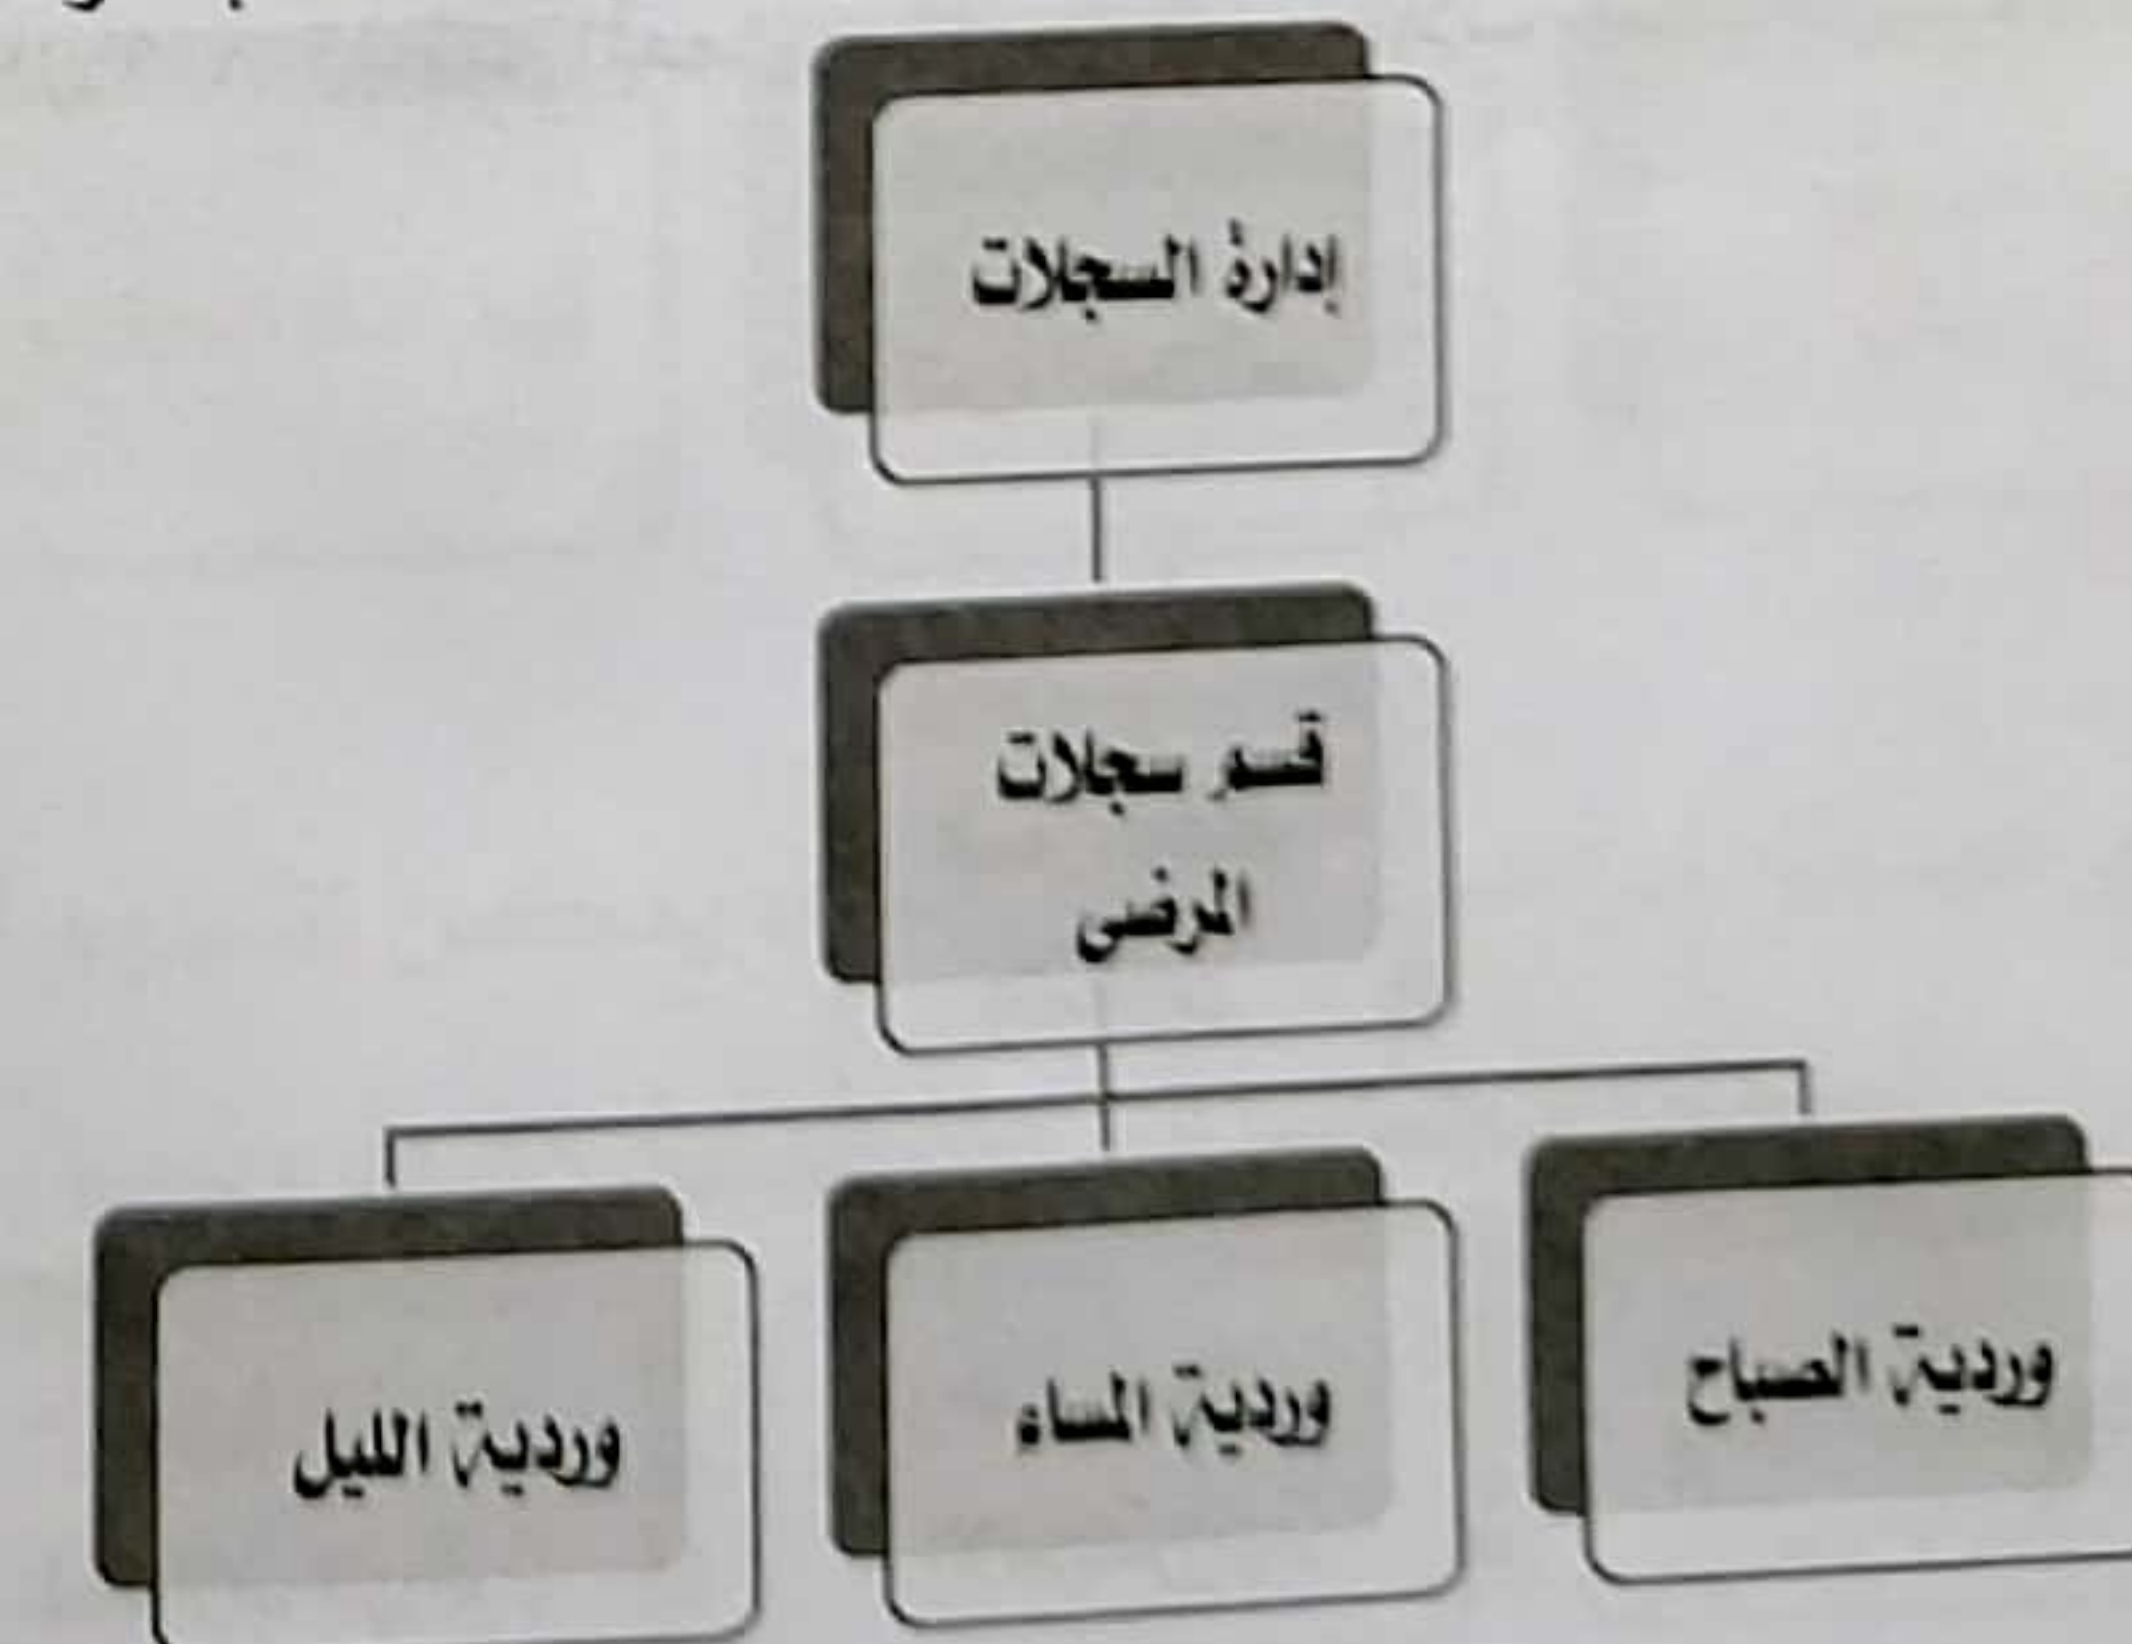 إدارة السجلات
قسم سجلات
المرضى
وردية الصباح
وردية المساء
وردية الليل